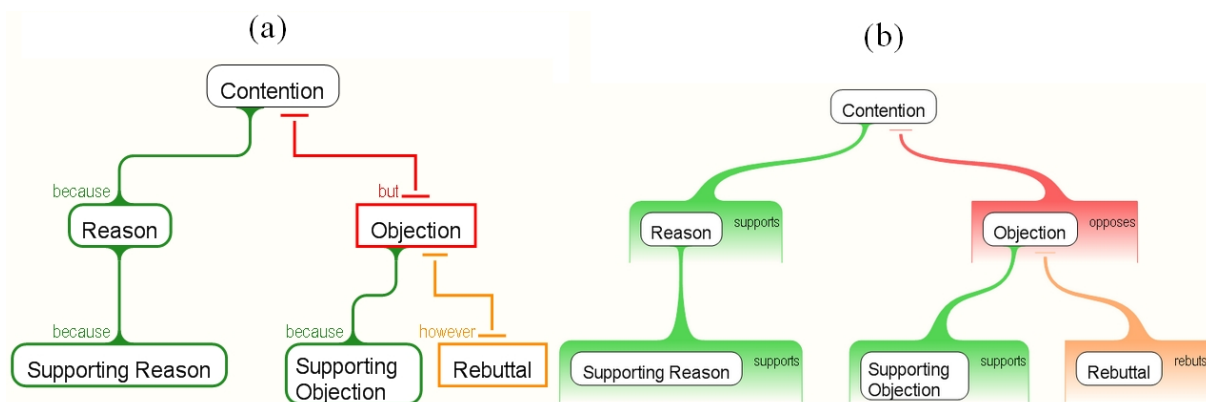 (a)
Contention
because
but
Reason
Objection
because
because
however
Supporting Reason
Supporting
Objection
Rebuttal
(b)
Contention
Reason
supports
Objection
opposes
Supporting Reason
supports
Supporting
Objection
supports
Rebuttal
rebuts